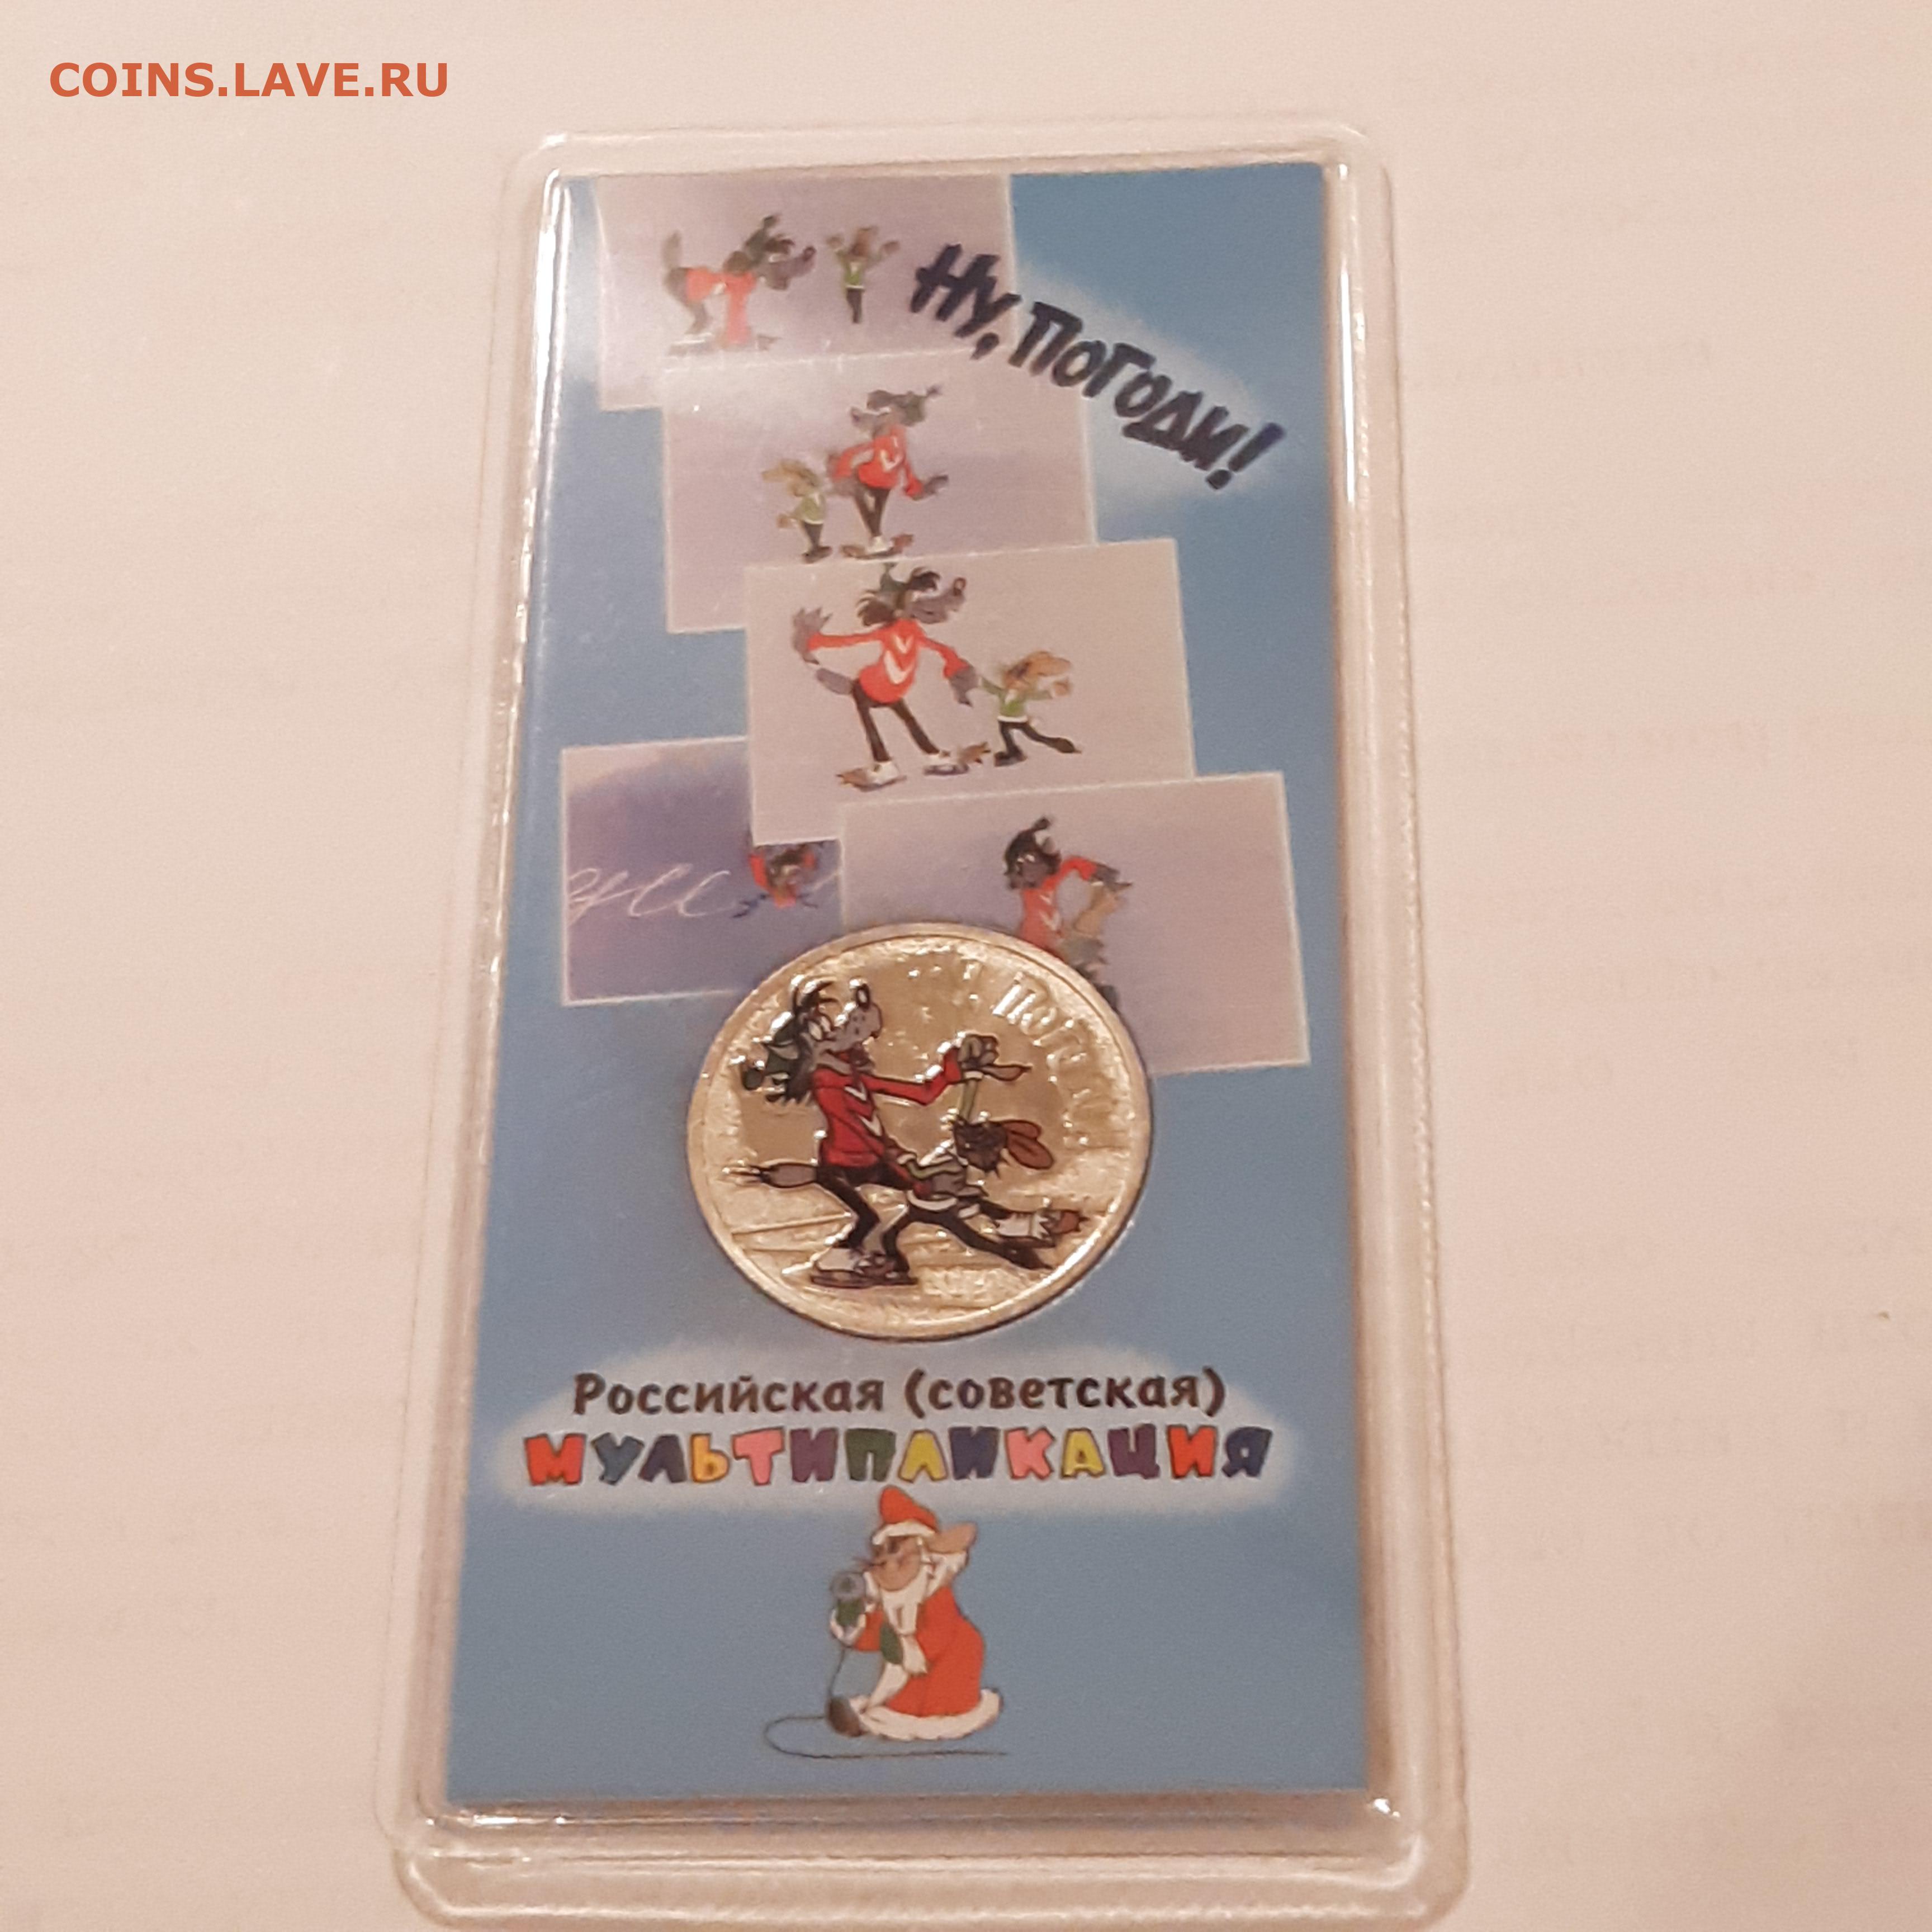 COINS.LAVE.RU
Ну, ПОГОДИ!
Российская (советская)
МУЛЬТИПЛИКАЦИЯ